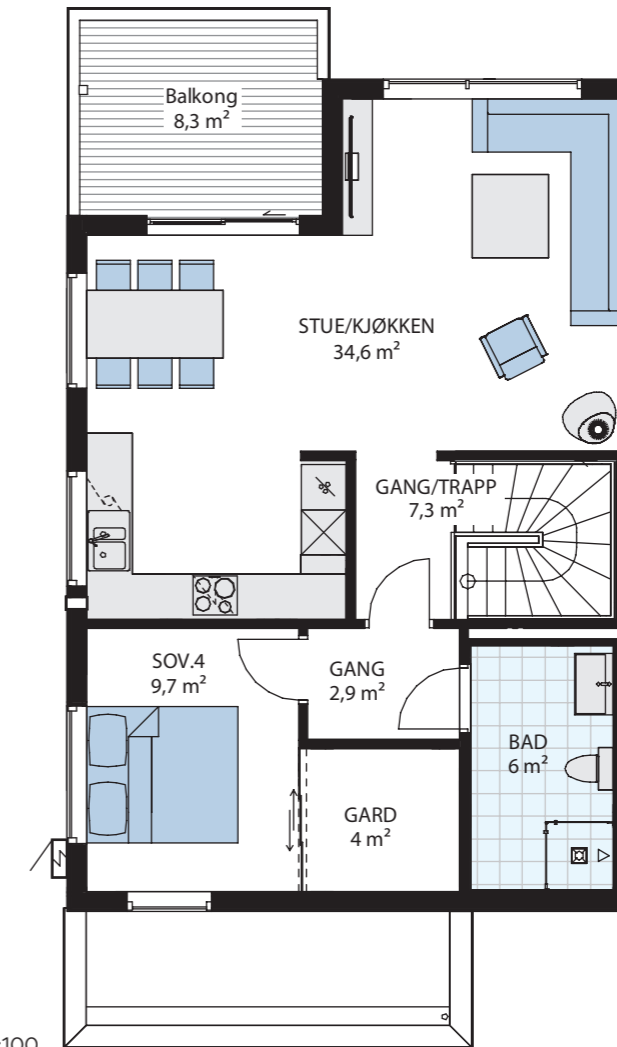 Balkong
8,3 m²
STUE/KJØKKEN
34,6 m²
GANG/TRAPP
7,3 m²
SOV.4
9,7 m²
GANG
2,9 m²
BAD
6 m²
GARD
4 m²
:100